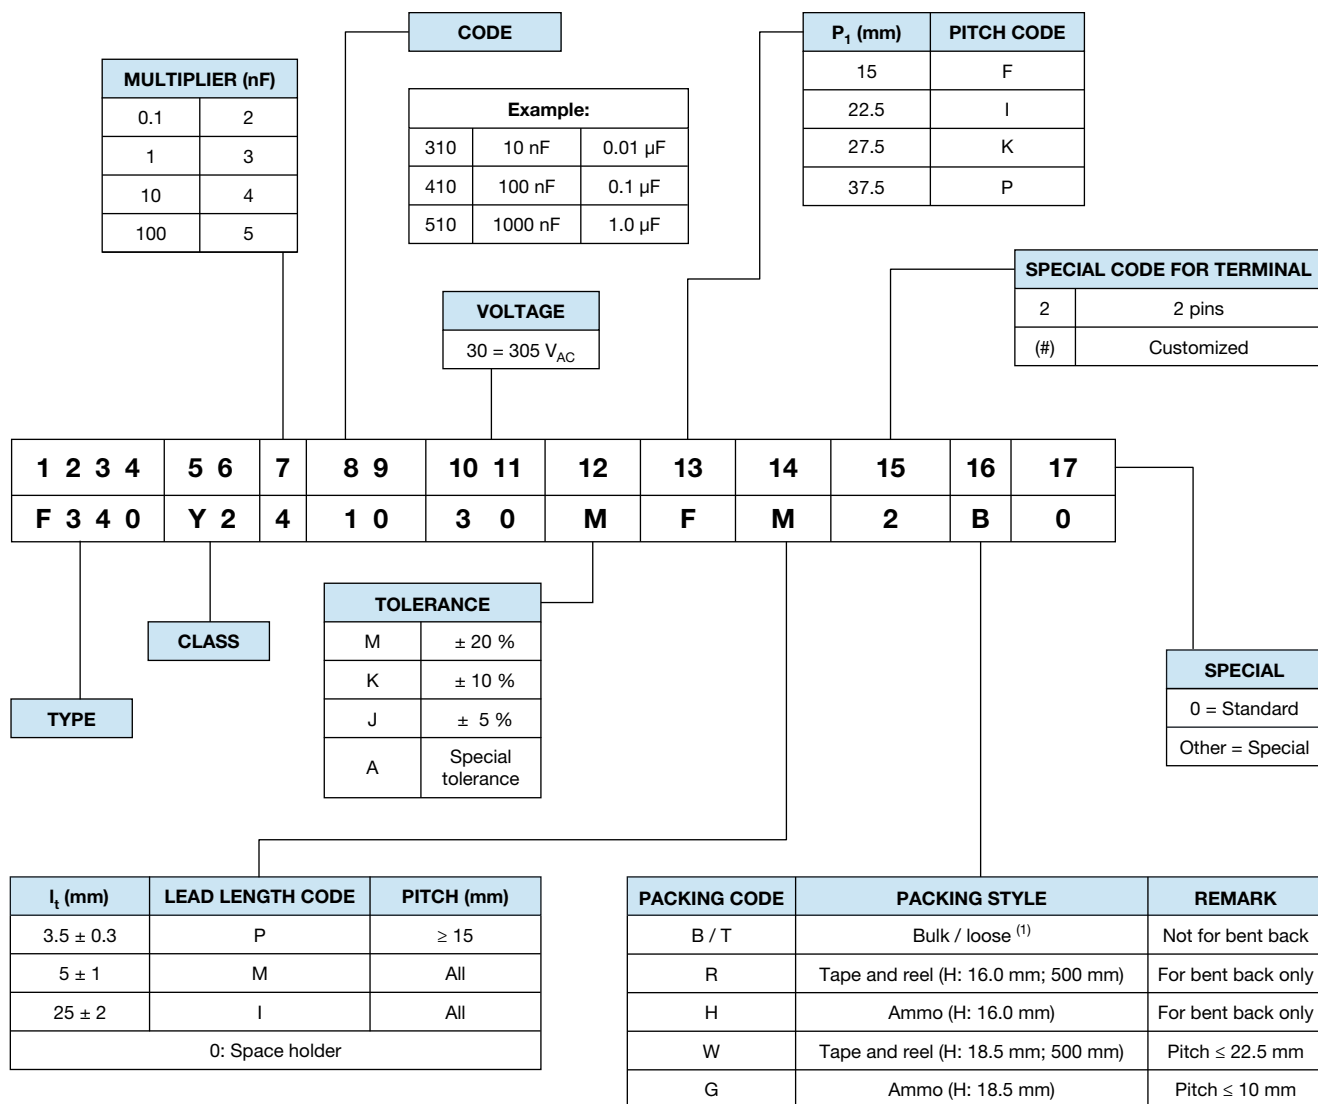 CODE
P1 (mm) PITCH CODE
15 F
22.5 I
27.5 K
37.5 P
MULTIPLIER (nF)
0.1 2
1 3
10 4
100 5
Example:
310 10 nF 0.01 µF
410 100 nF 0.1 µF
510 1000 nF 1.0 µF
SPECIAL CODE FOR TERMINAL
2 2 pins
(#) Customized
VOLTAGE
30 = 305 VAC
1 2 3 4 5 6 7 8 9 10 11 12 13 14 15 16 17
F 3 4 0 Y 2 4 1 0 3 0 M F M 2 B 0
TOLERANCE
M ± 20 %
K ± 10 %
J ± 5 %
A Special
tolerance
CLASS
TYPE
SPECIAL
0 = Standard
Other = Special
lt (mm) LEAD LENGTH CODE PITCH (mm)
3.5 ± 0.3 P ≥ 15
5 ± 1 M All
25 ± 2 I All
0: Space holder
PACKING CODE PACKING STYLE REMARK
B / T Bulk / loose (1) Not for bent back
R Tape and reel (H: 16.0 mm; 500 mm) For bent back only
H Ammo (H: 16.0 mm) For bent back only
W Tape and reel (H: 18.5 mm; 500 mm) Pitch ≤ 22.5 mm
G Ammo (H: 18.5 mm) Pitch ≤ 10 mm